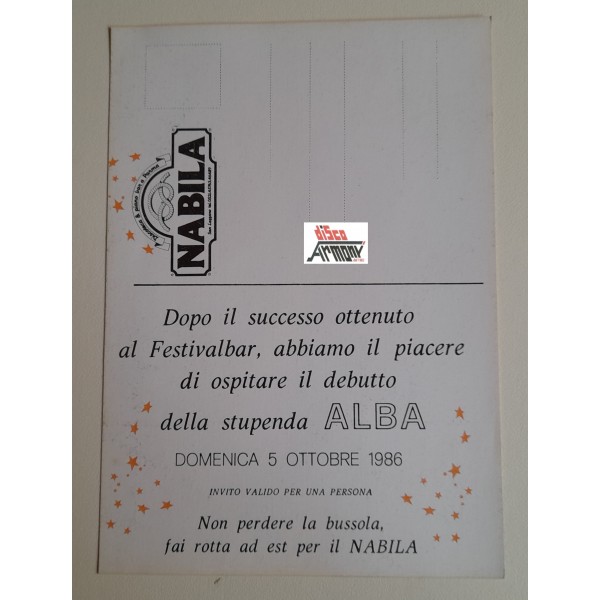 NABILA
disco
Armony
Dopo il successo ottenuto
al Festivalbar, abbiamo il piacere
di ospitare il debutto
della stupenda ALBA
DOMENICA 5 OTTOBRE 1986
INVITO VALIDO PER UNA PERSONA
Non perdere la bussola,
fai rotta ad est per il NABILA